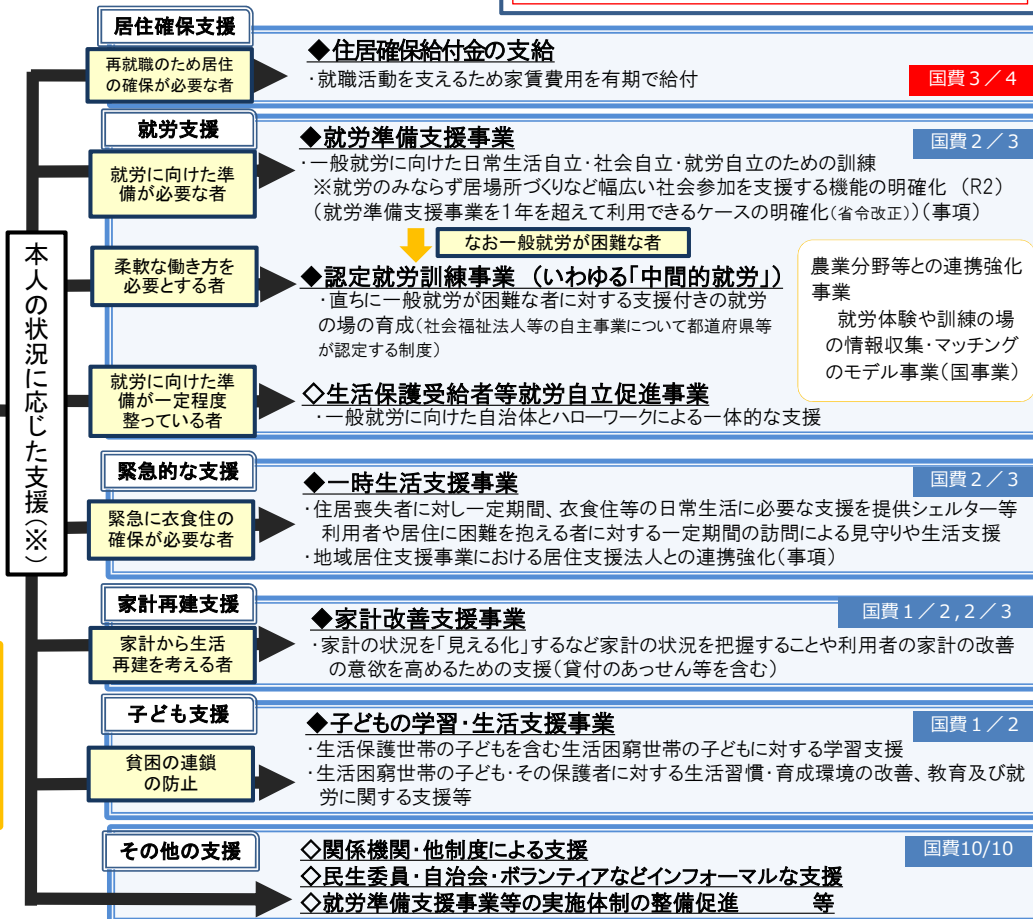 本人の状況に応じた支援（※）
居住確保支援
再就職のため居住
の確保が必要な者
◆住居確保給付金の支給
・就職活動を支えるため家賃費用を有期で給付
国費３／４
就労支援
就労に向けた準
備が必要な者
◆就労準備支援事業
国費２／３
・一般就労に向けた日常生活自立・社会自立・就労自立のための訓練
※就労のみならず居場所づくりなど幅広い社会参加を支援する機能の明確化 （R2）
（就労準備支援事業を1年を超えて利用できるケースの明確化（省令改正））（事項）
なお一般就労が困難な者
柔軟な働き方を
必要とする者
◆認定就労訓練事業 （いわゆる「中間的就労」）
・直ちに一般就労が困難な者に対する支援付きの就労
の場の育成（社会福祉法人等の自主事業について都道府県等
が認定する制度）
農業分野等との連携強化
事業
就労体験や訓練の場
の情報収集・マッチング
のモデル事業（国事業）
就労に向けた準
備が一定程度
整っている者
◇生活保護受給者等就労自立促進事業
・一般就労に向けた自治体とハローワークによる一体的な支援
緊急的な支援
緊急に衣食住の
確保が必要な者
◆一時生活支援事業
国費２／３
・住居喪失者に対し一定期間、衣食住等の日常生活に必要な支援を提供シェルター等
利用者や居住に困難を抱える者に対する一定期間の訪問による見守りや生活支援
・地域居住支援事業における居住支援法人との連携強化（事項）
家計再建支援
家計から生活
再建を考える者
◆家計改善支援事業
国費１／２，２／３
・家計の状況を「見える化」するなど家計の状況を把握することや利用者の家計の改善
の意欲を高めるための支援（貸付のあっせん等を含む）
子ども支援
貧困の連鎖
の防止
◆子どもの学習・生活支援事業
国費１／２
・生活保護世帯の子どもを含む生活困窮世帯の子どもに対する学習支援
・生活困窮世帯の子ども・その保護者に対する生活習慣・育成環境の改善、教育及び就
労に関する支援等
その他の支援
◇関係機関・他制度による支援
国費10/10
◇民生委員・自治会・ボランティアなどインフォーマルな支援
◇就労準備支援事業等の実施体制の整備促進 等